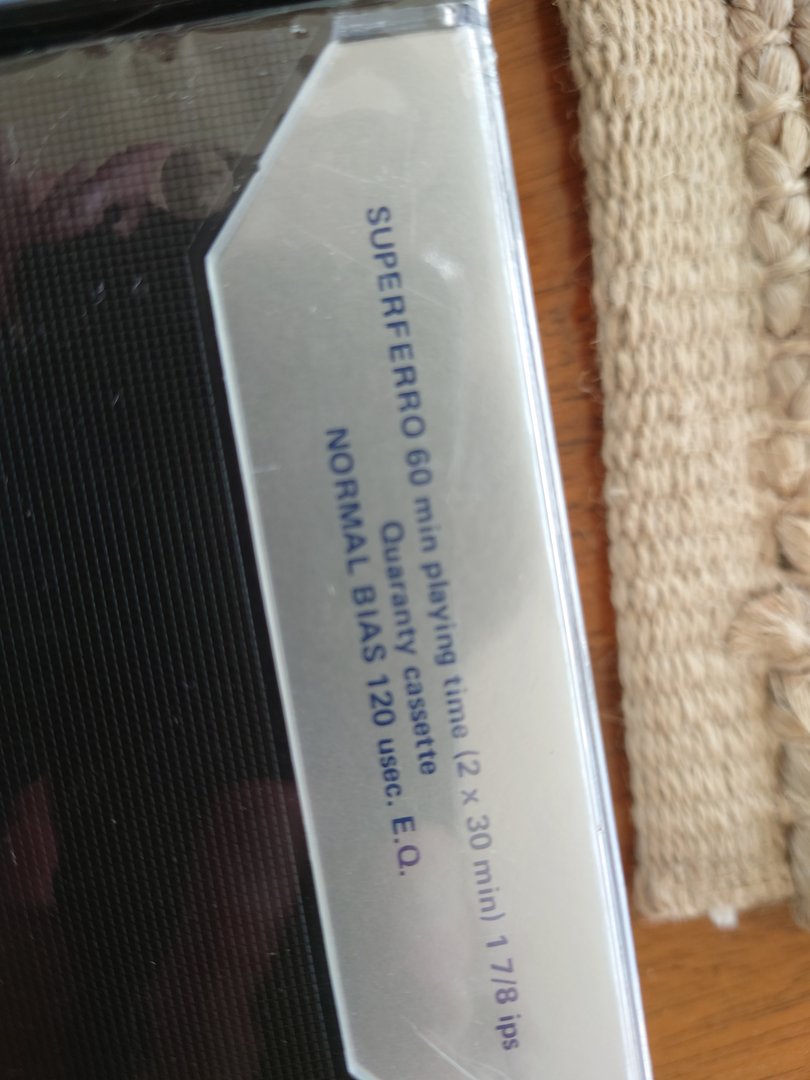 SUPERFERRO 60 min playing time (2 x 30 min) 1 7/8 ips
Quaranty cassette
NORMAL BIAS 120 usec. E.Q.